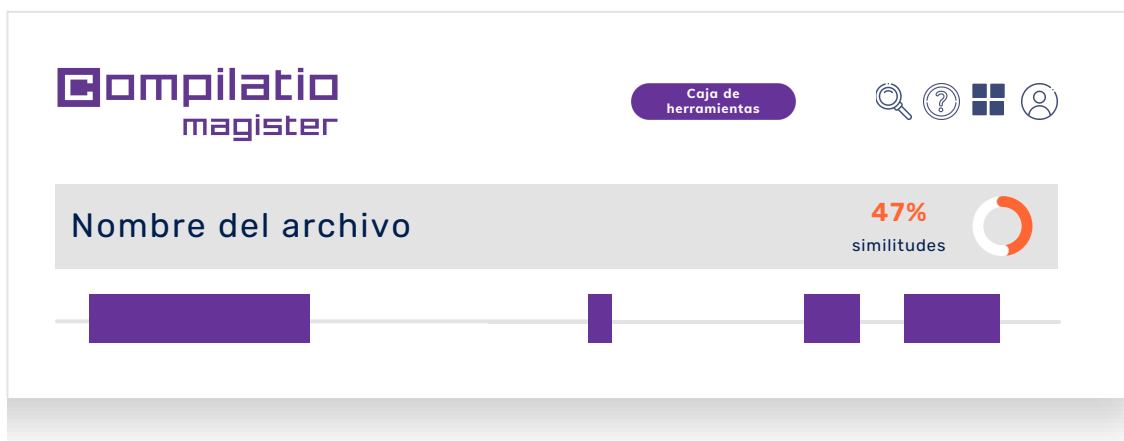 Compilatio
magister
Caja de
herramientas
Nombre del archivo
47%
similitudes